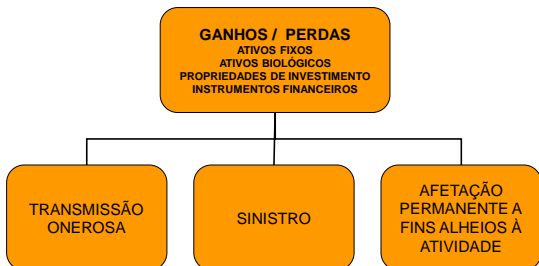 GANHOS / PERDAS
ATIVOS FIXOS
ATIVOS BIOLÓGICOS
PROPRIEDADES DE INVESTIMENTO
INSTRUMENTOS FINANCEIROS
TRANSMISSÃO
ONEROSA
SINISTRO
AFETAÇÃO
PERMANENTE A
FINS ALHEIOS À
ATIVIDADE